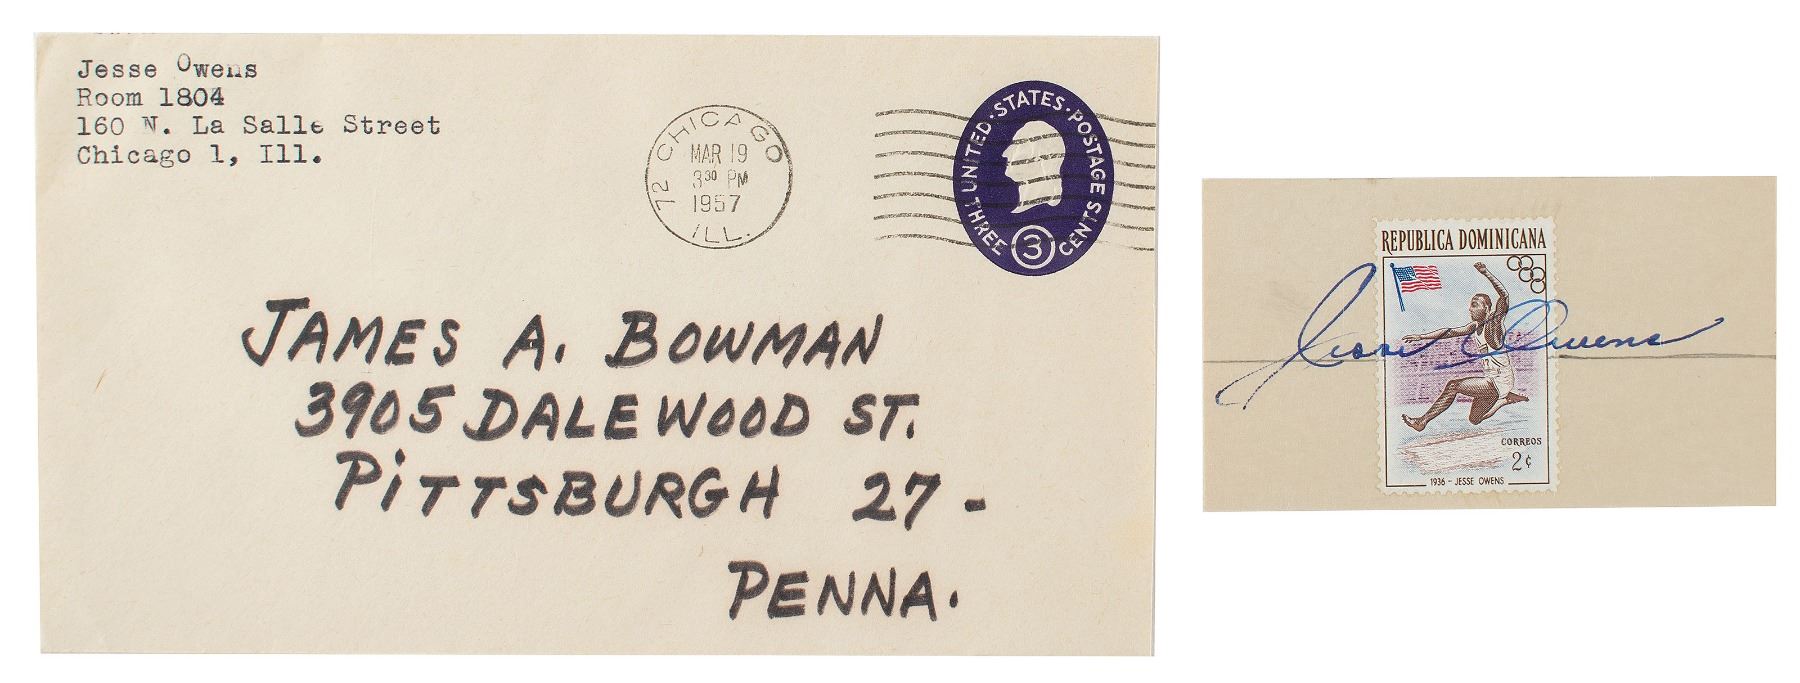 Jesse Owens
Room 1804
160 N. La Salle Street
Chicago 1, Ill.
CHICAGO 12
MAR 19
3 30 PM
1957
ILL.
UNITED·STATES·POSTAGE
THREE 3 CENTS
JAMES A. BOWMAN
3905 DALEWOOD ST.
PiTTSBURGH 27-
PENNA.
REPUBLICA DOMINICANA
Jesse Owens
CORREOS
2¢
1936 - JESSE OWENS